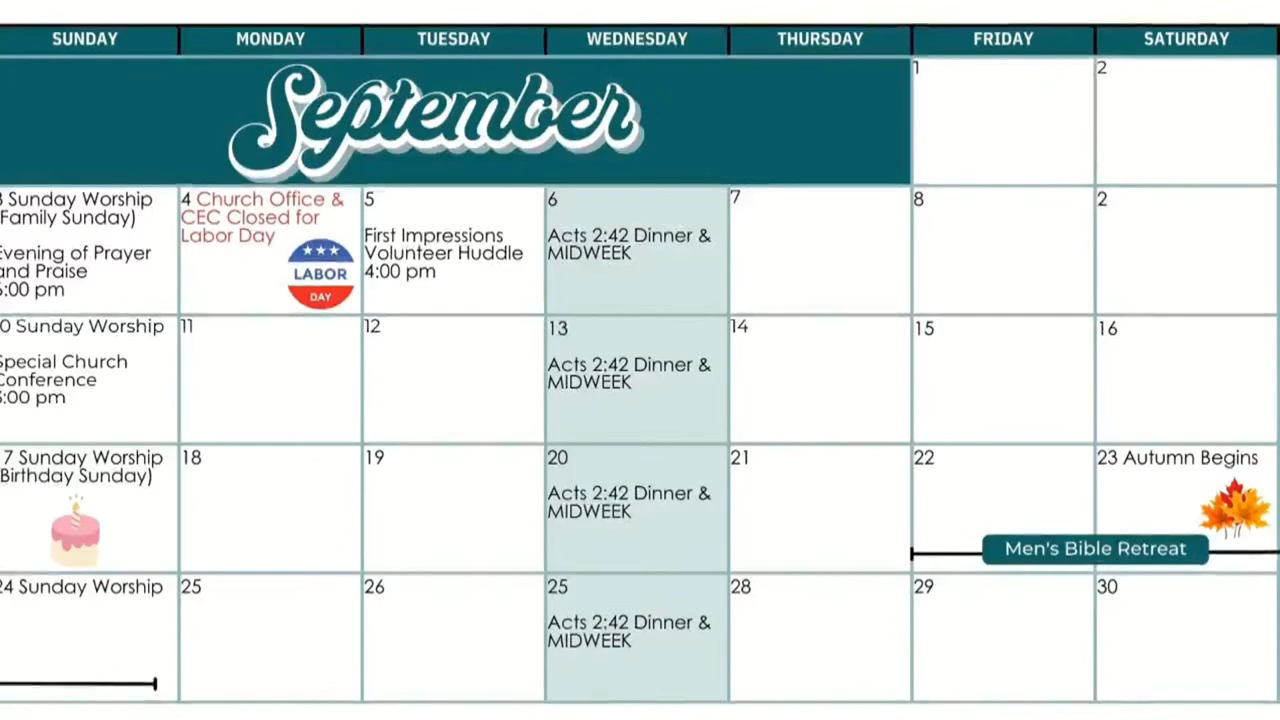 SUNDAY MONDAY TUESDAY WEDNESDAY THURSDAY FRIDAY SATURDAY
September
1
2
3 Sunday Worship
(Family Sunday)
Evening of Prayer
and Praise
:00 pm
4 Church Office &
CEC Closed for
Labor Day
LABOR
DAY
5
First Impressions
Volunteer Huddle
4:00 pm
6
Acts 2:42 Dinner &
MIDWEEK
7
8
2
0 Sunday Worship
Special Church
Conference
:00 pm
11
12
13
Acts 2:42 Dinner &
MIDWEEK
14
15
16
7 Sunday Worship
(Birthday Sunday)
18
19
20
Acts 2:42 Dinner &
MIDWEEK
21
22
23 Autumn Begins
Men's Bible Retreat
24 Sunday Worship
25
26
25
Acts 2:42 Dinner &
MIDWEEK
28
29
30